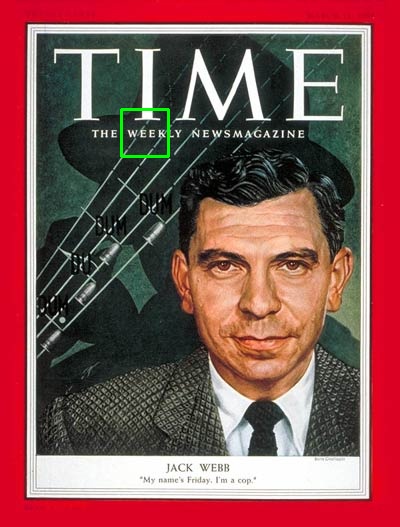 TIME
THE WEEKLY NEWSMAGAZINE
DUM
DUM
DU
DUM
JACK WEBB
"My name's Friday. I'm a cop."